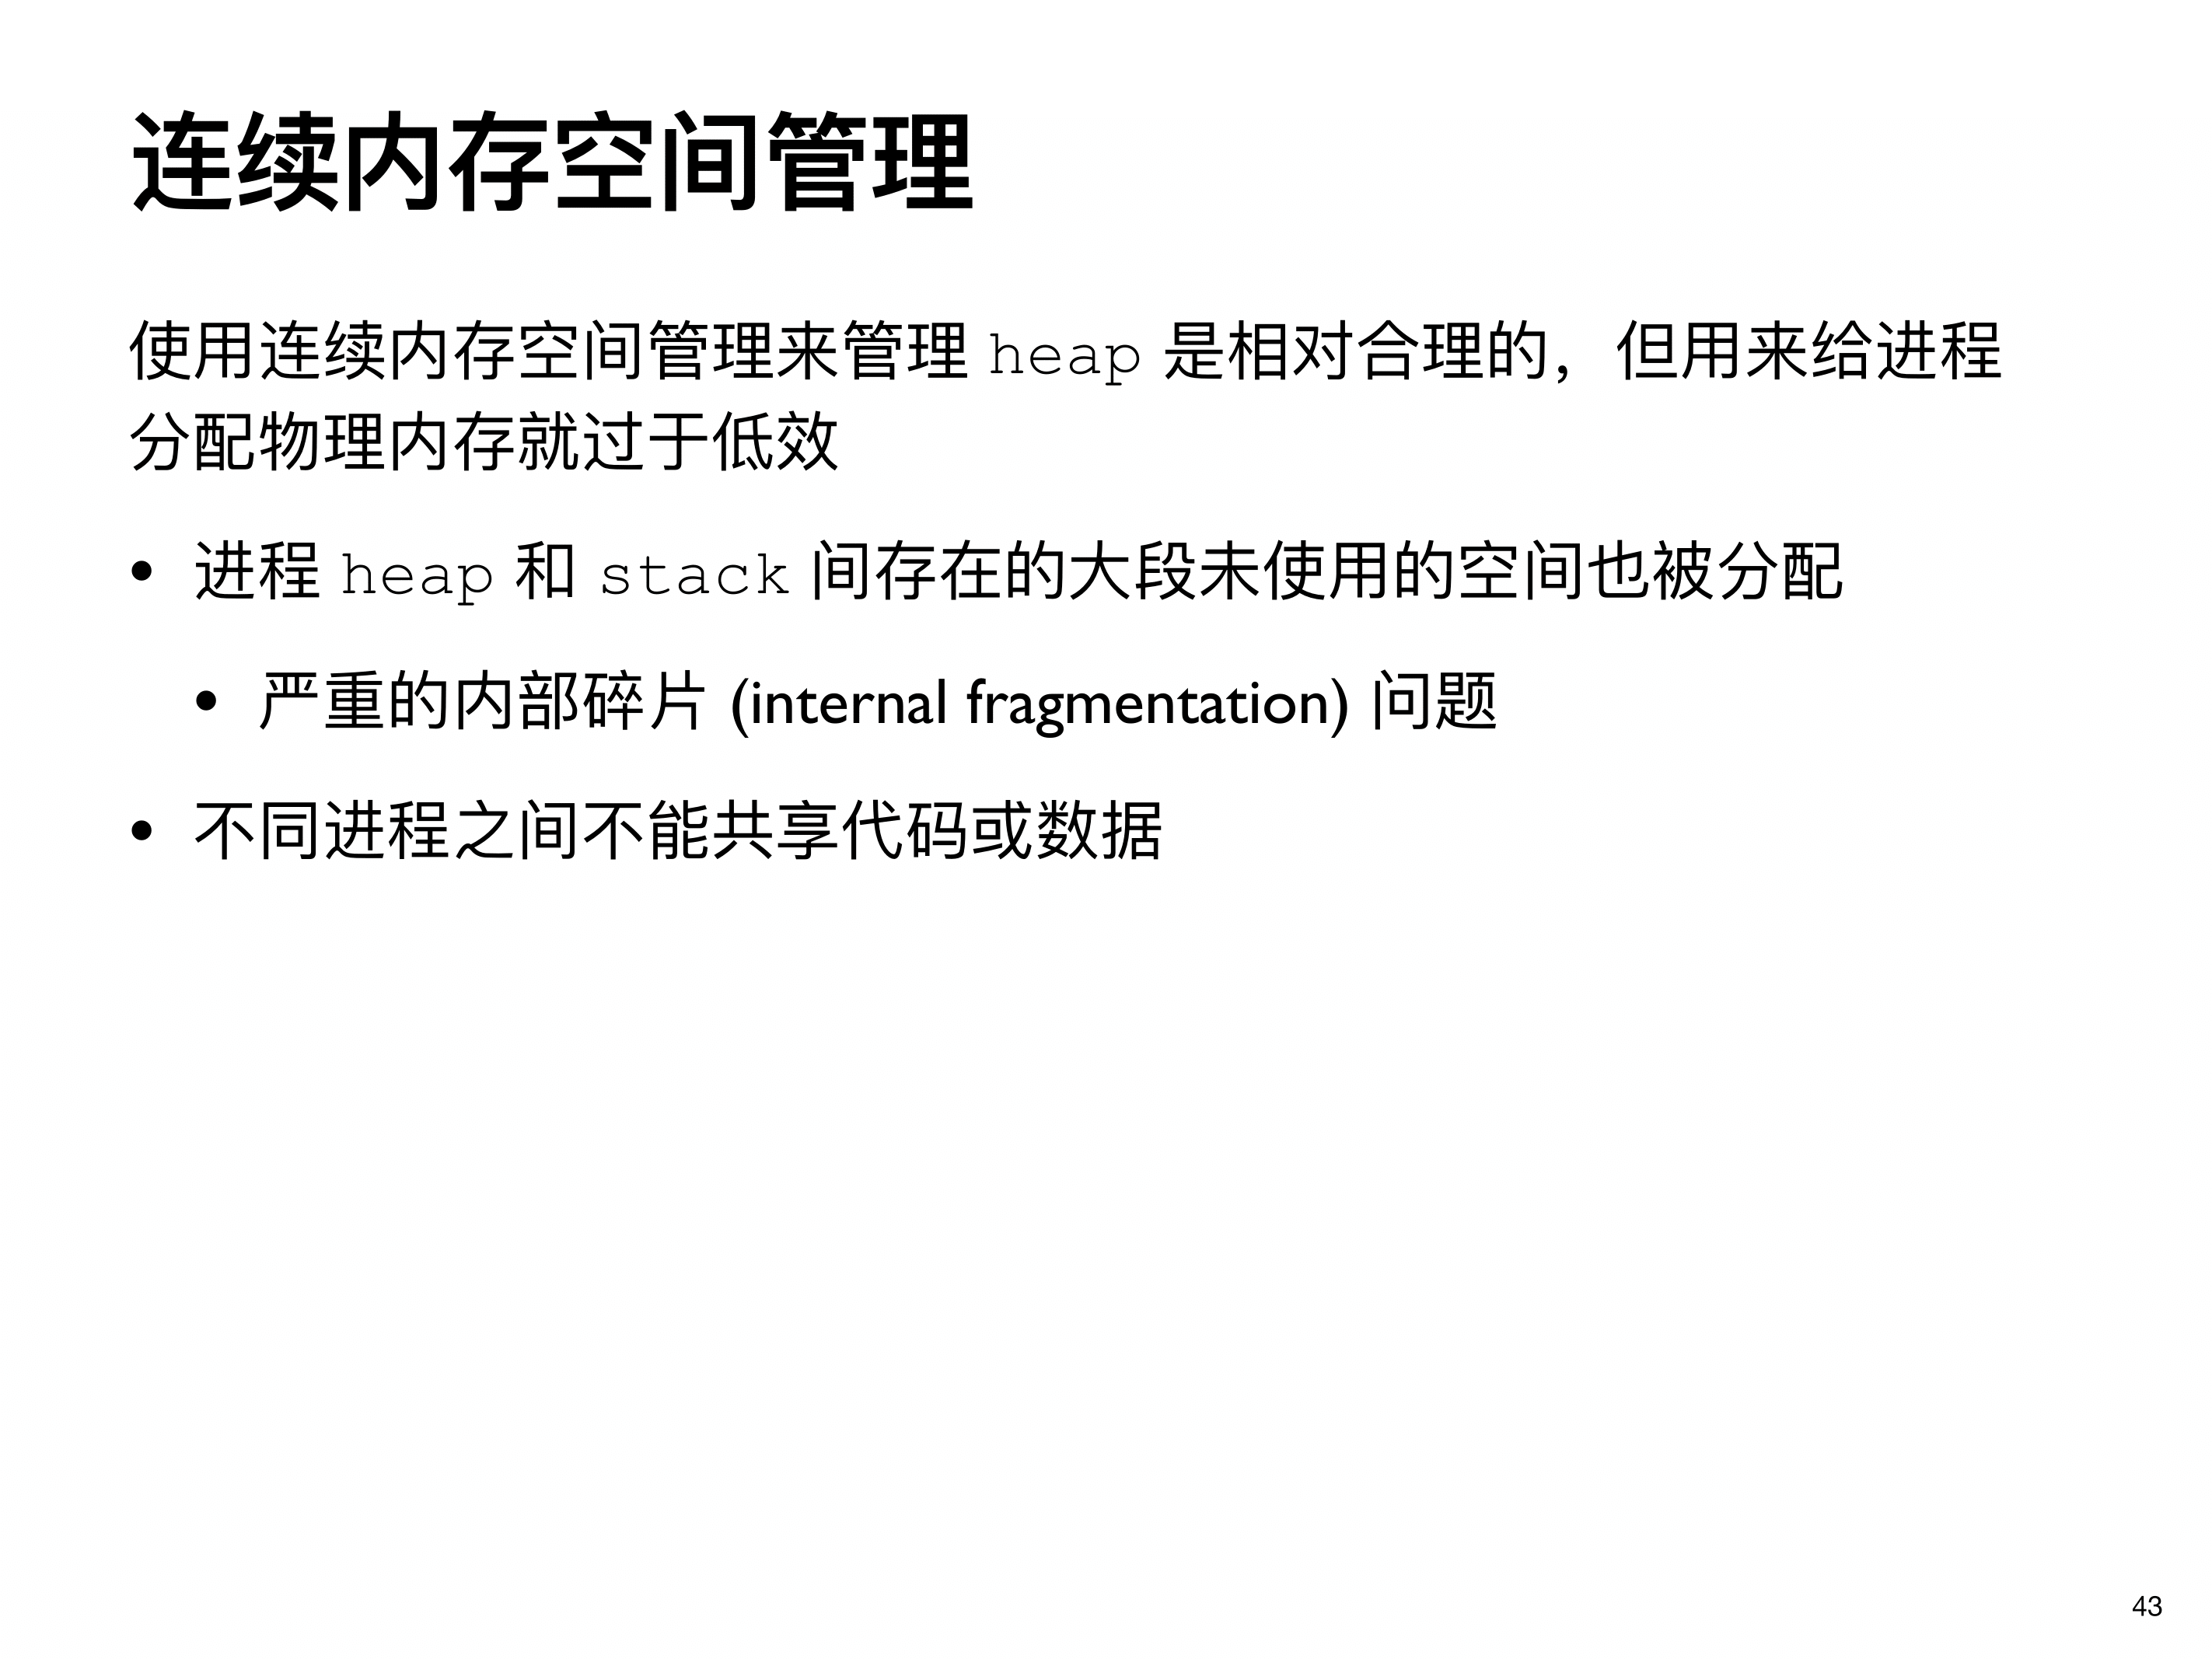 连续内存空间管理
使用连续内存空间管理来管理 heap 是相对合理的，但用来给进程
分配物理内存就过于低效
• 进程 heap 和 stack 间存在的大段未使用的空间也被分配
• 严重的内部碎片 (internal fragmentation) 问题
• 不同进程之间不能共享代码或数据
43